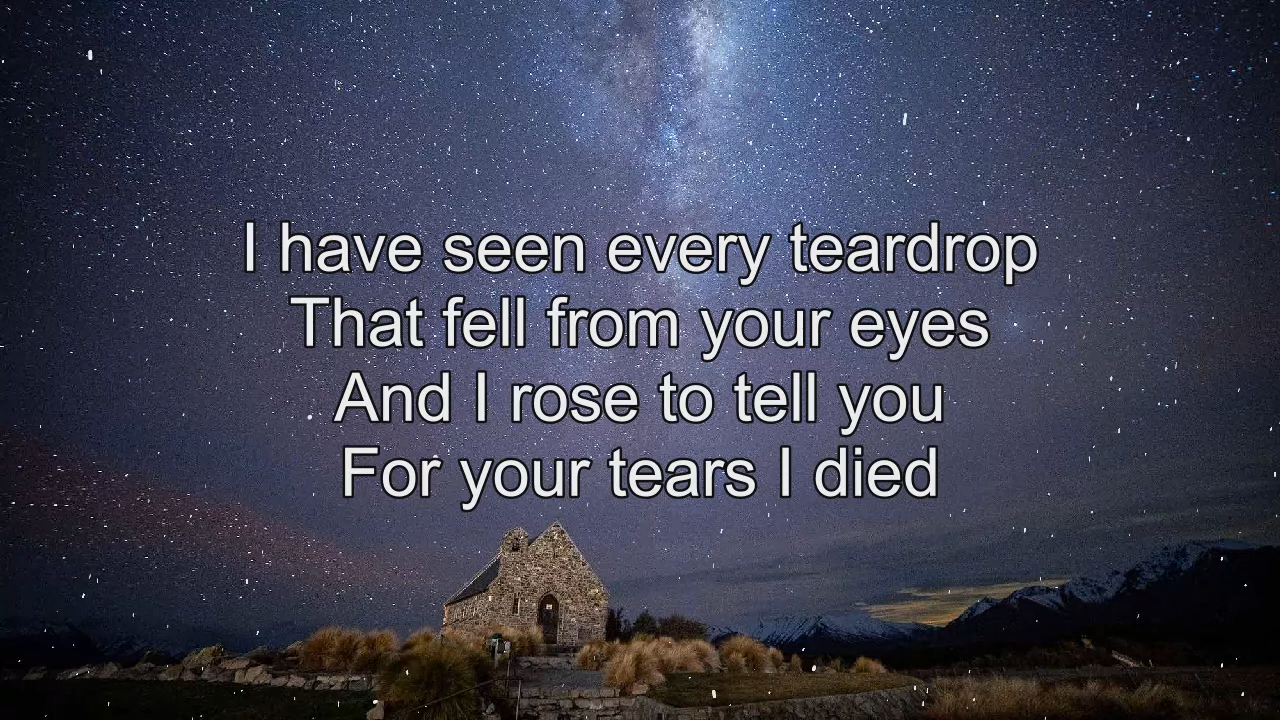 I have seen every teardrop
That fell from your eyes
And I rose to tell you
For your tears I died